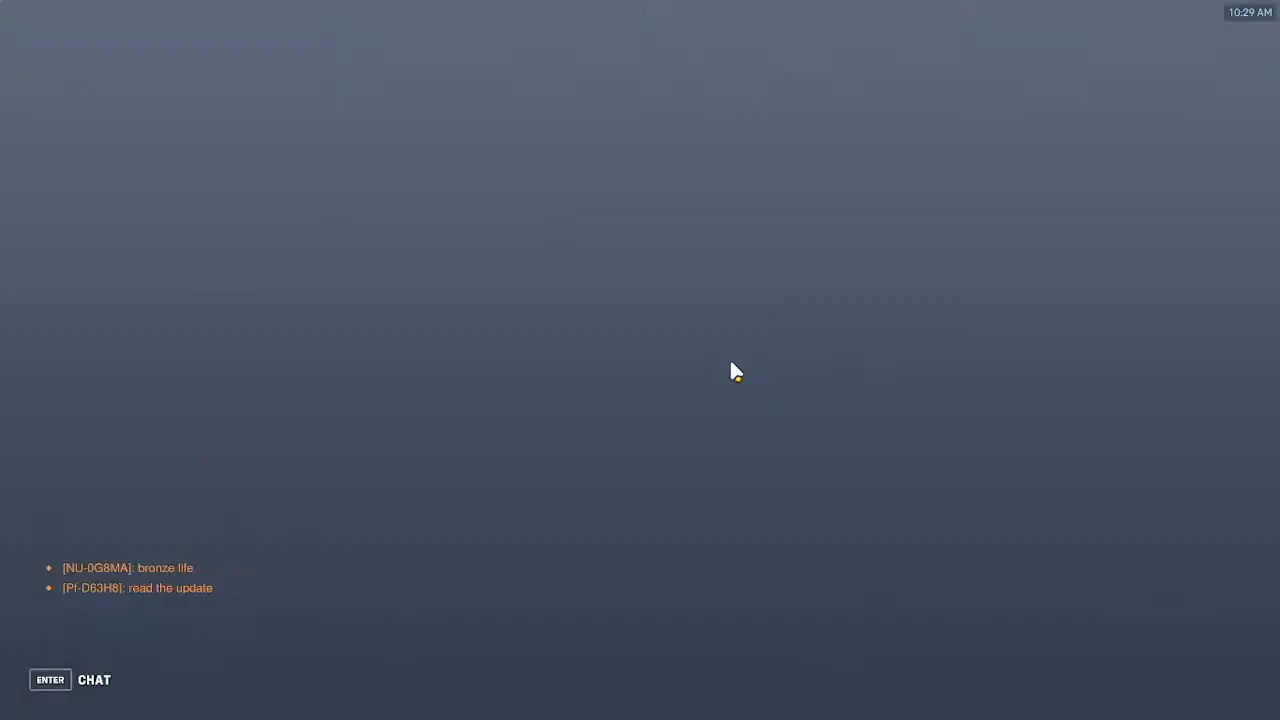 10:29 AM
[NU-0G8MA]: bronze life
[Pf-D63H8]: read the update
ENTER CHAT